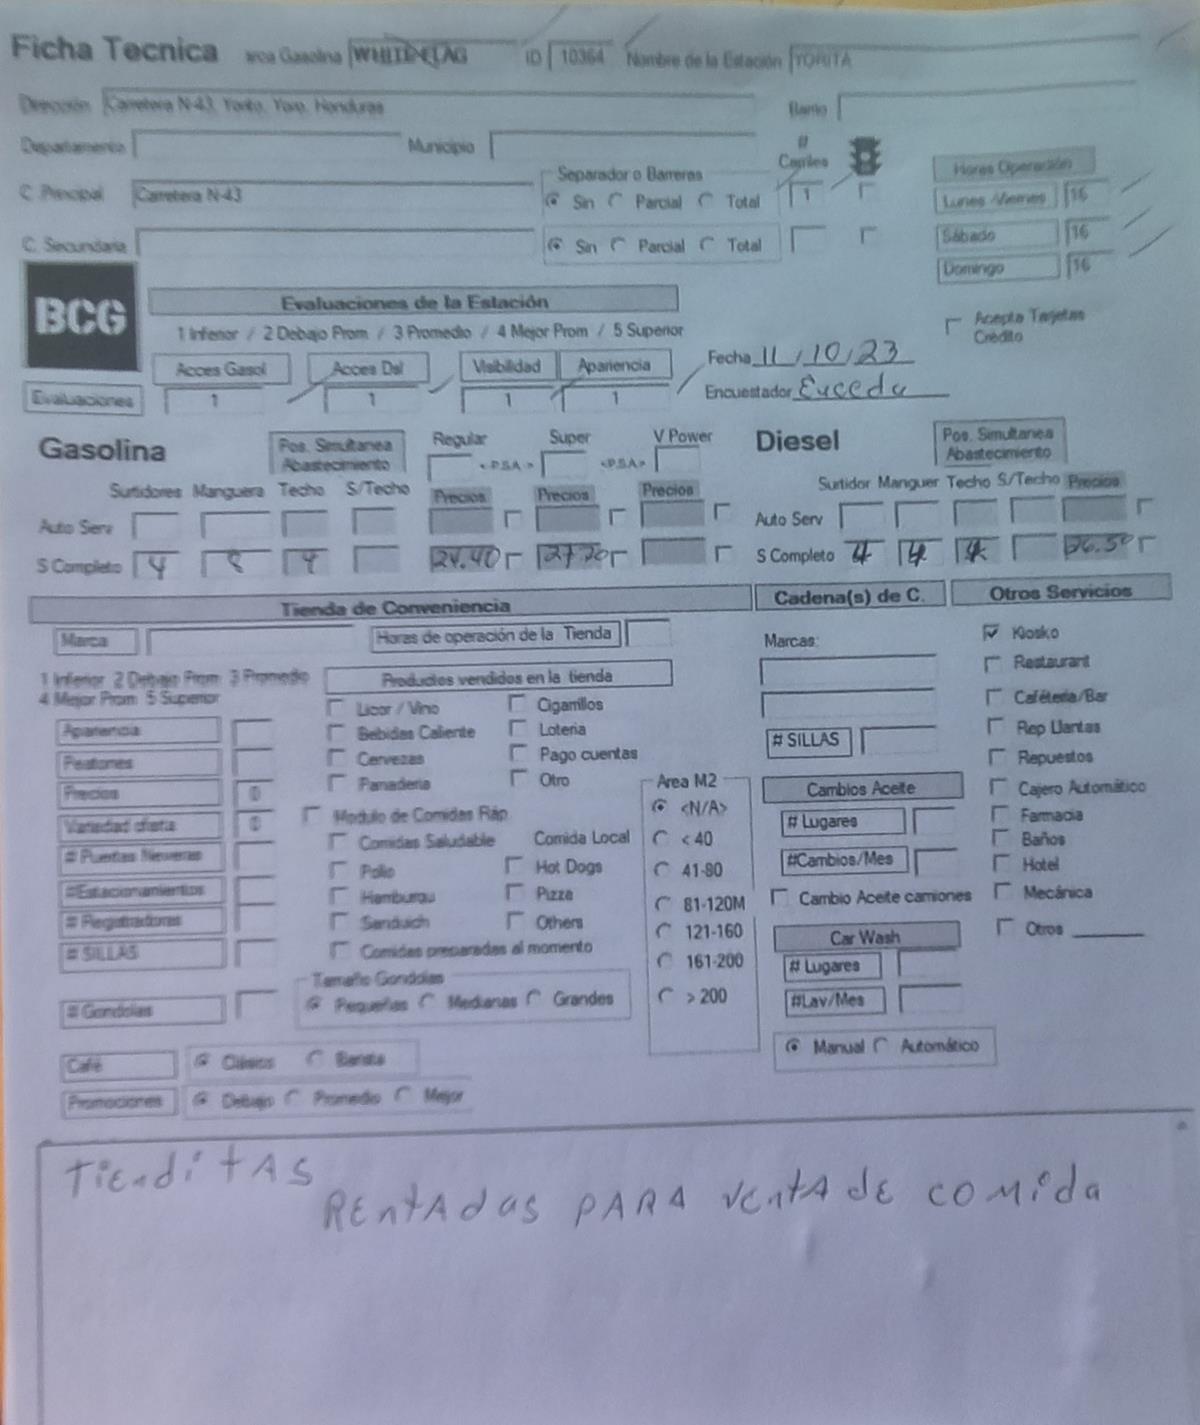 Ficha Tecnica arca Gasolina WHITE FLAG ID 10364 Nombre de la Estación YORITA
Dirección Carretera N-43, Yorito, Yoro, Honduras Barrio
Departamento Municipio # Carriles
C. Principal Carretera N-43 Separador o Barreras Sin Parcial Total 1
C. Secundaria Sin Parcial Total
Horas Operación
Lunes -Viernes 16
Sábado 16
Domingo 16
BCG
Evaluaciones de la Estación
1 Inferior / 2 Debajo Prom / 3 Promedio / 4 Mejor Prom / 5 Superior
Acepta Tarjetas Crédito
Acces Gasol Acces Dsl Visibilidad Apariencia
Evaluaciones 1 1 1 1
Fecha 11/10/23
Encuestador Euceda
Gasolina Pos. Simultanea Abastecimiento Regular <-PSA-> Super <-PSA-> V Power
Surtidores Manguera Techo S/Techo Precios Precios Precios
Auto Serv
S Completo 4 8 4 24.40 27.20
Diesel Pos. Simultanea Abastecimiento
Surtidor Manguer Techo S/Techo Precios
Auto Serv
S Completo 4 4 4 26.50
Tienda de Conveniencia
Marca Horas de operación de la Tienda
1 Inferior 2 Debajo Prom 3 Promedio
4 Mejor Prom 5 Superior
Apariencia
Peatones
Precios 0
Variedad oferta 0
# Puertas Neveras
#Estacionamientos
# Registradoras
# SILLAS
# Gondolas
Productos vendidos en la tienda
Licor / Vino Cigarrillos
Bebidas Caliente Loteria
Cervezas Pago cuentas
Panaderia Otro
Modulo de Comidas Ráp
Comidas Saludable Comida Local
Pollo Hot Dogs
Hamburgu Pizza
Sanduich Others
Comidas preparadas al momento
Tamaño Gondolas
Pequeñas Medianas Grandes
Area M2
<N/A>
< 40
41-80
81-120M
121-160
161-200
> 200
Café Clásico Barista
Promociones Debajo Promedio Mejor
Cadena(s) de C.
Marcas:
# SILLAS
Cambios Aceite
# Lugares
#Cambios/Mes
Cambio Aceite camiones
Car Wash
# Lugares
#Lav/Mes
Manual Automático
Otros Servicios
Kiosko
Restaurant
Caféteria/Bar
Rep Llantas
Repuestos
Cajero Automático
Farmacia
Baños
Hotel
Mecánica
Otros
TiendiTAS
RENTAdas PARA VENTA dE comida